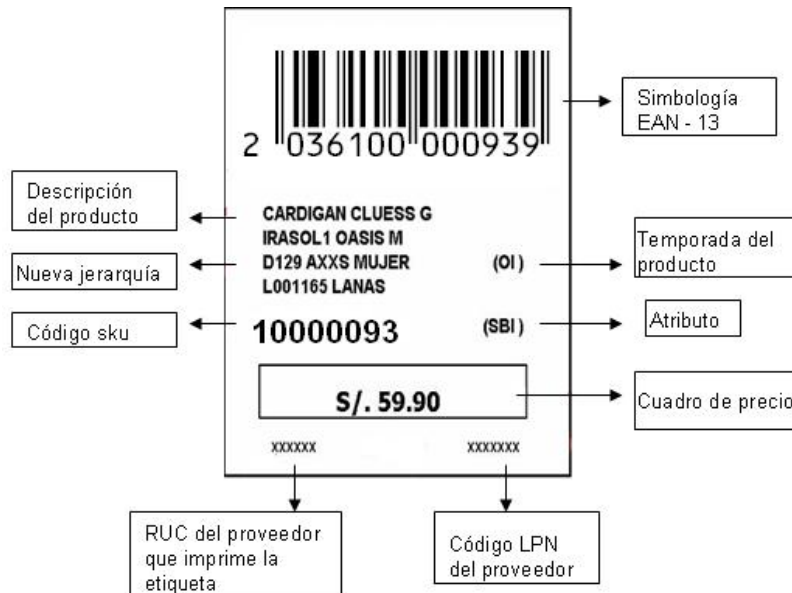 2 036100 000939
Simbología
EAN - 13
Descripción
del producto
CARDIGAN CLUESS G
IRASOL1 OASIS M
Nueva jerarquía
D129 AXXS MUJER (OI)
L001165 LANAS
Temporada del
producto
Código sku
10000093 (SBI)
Atributo
S/. 59.90
Cuadro de precio
XXXXXX XXXXXXX
RUC del proveedor
que imprime la
etiqueta
Código LPN
del proveedor